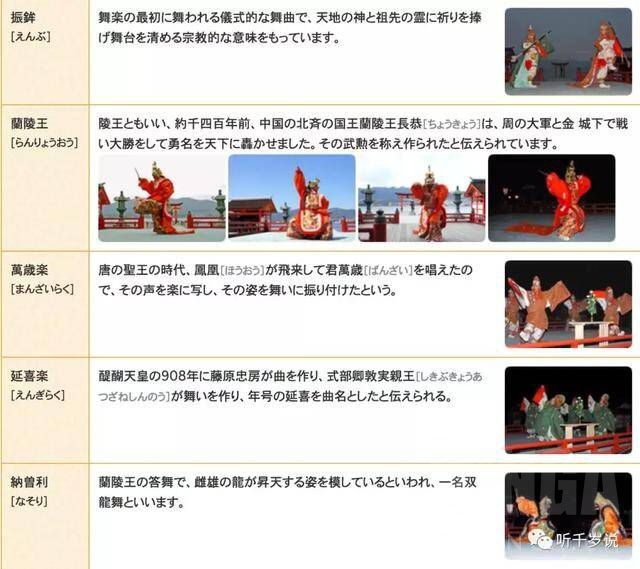 振鉾
[えんぶ]
舞楽の最初に舞われる儀式的な舞曲で、天地の神と祖先の霊に祈りを捧
げ舞台を清める宗教的な意味をもっています。
蘭陵王
[らんりょうおう]
陵王ともいい、約千四百年前、中国の北斉の国王蘭陵王長恭[ちょうきょう]は、周の大軍と金 城下で戦
い大勝をして勇名を天下に轟かせました。その武勲を称え作られたと伝えられています。
萬歳楽
[まんざいらく]
唐の聖王の時代、鳳凰[ほうおう]が飛来して君萬歳[ばんざい]を唱えたの
で、その声を楽に写し、その姿を舞いに振り付けたという。
延喜楽
[えんぎらく]
醍醐天皇の908年に藤原忠房が曲を作り、式部卿敦実親王[しきぶきょうあ
つざねしんのう]が舞いを作り、年号の延喜を曲名としたと伝えられる。
納曽利
[なそり]
蘭陵王の答舞で、雌雄の龍が昇天する姿を模しているといわれ、一名双
龍舞といいます。
听千岁说